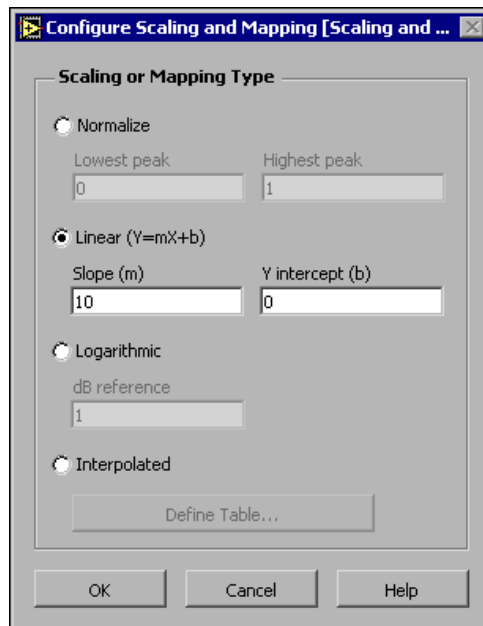 Configure Scaling and Mapping [Scaling and ...
Scaling or Mapping Type
Normalize
Lowest peak Highest peak
0 1
Linear (Y=mX+b)
Slope (m) Y intercept (b)
10 0
Logarithmic
dB reference
1
Interpolated
Define Table...
OK Cancel Help